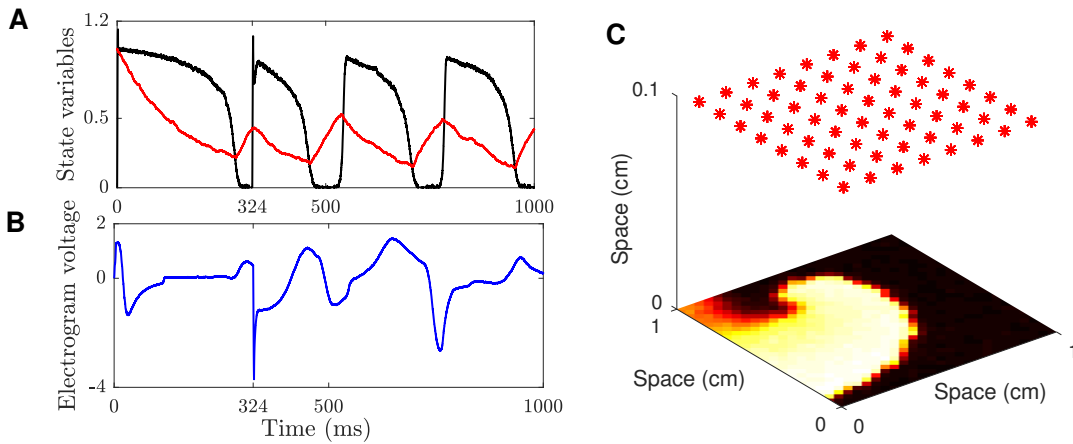 A
State variables
1.2
0.5
0
0
324
500
1000
B
Electrogram voltage
2
0
-4
0
324
500
1000
Time (ms)
C
Space (cm)
0.1
0
1
Space (cm)
0
0
Space (cm)
1